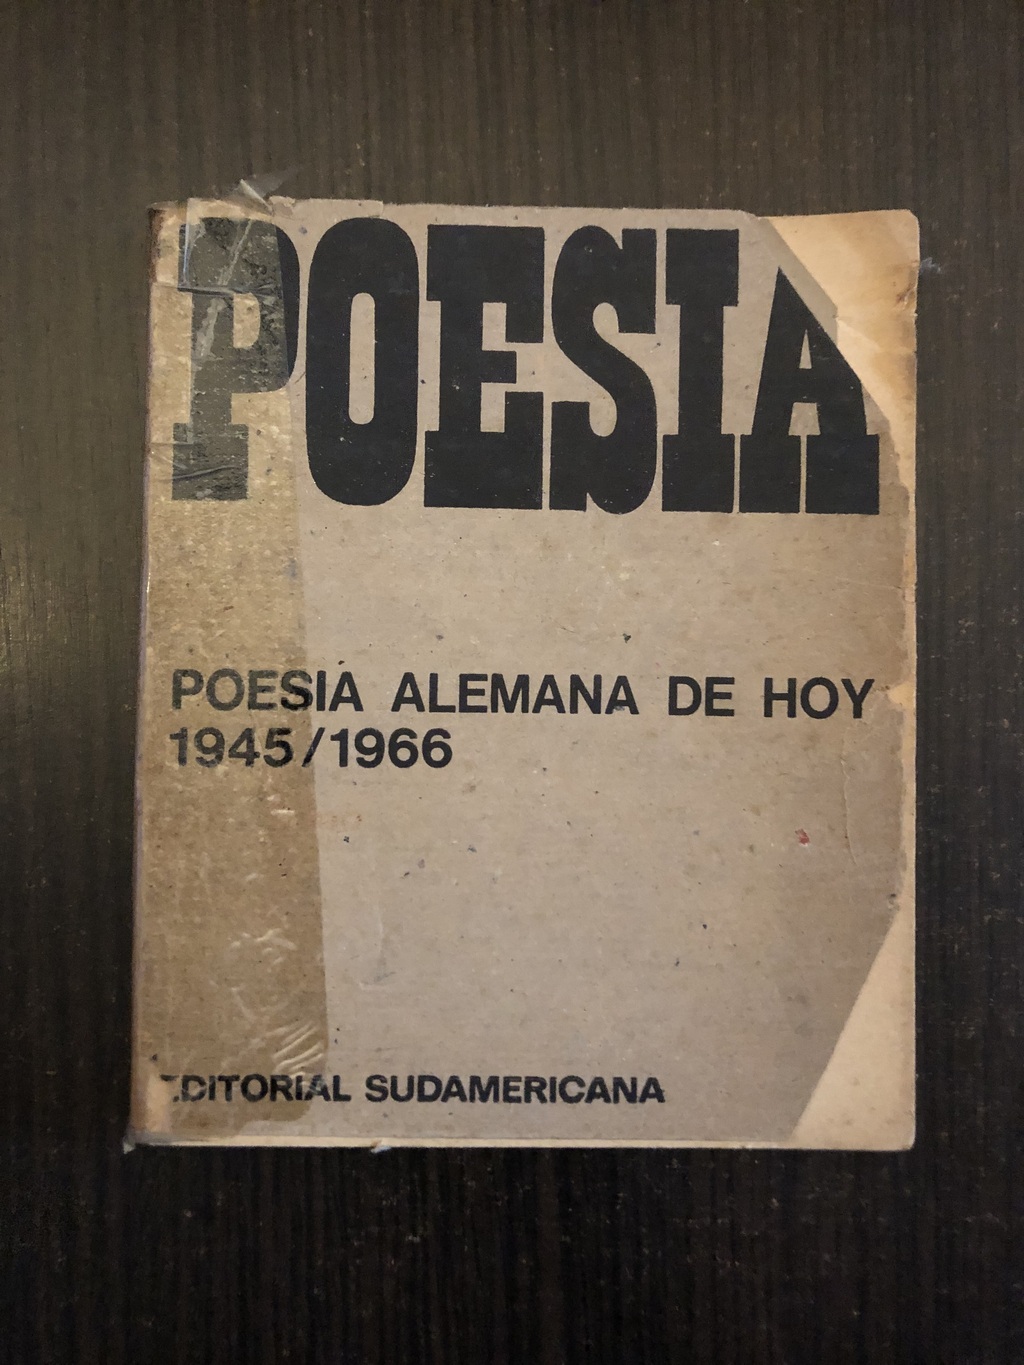 POESIA
POESIA ALEMANA DE HOY
1945/1966
EDITORIAL SUDAMERICANA